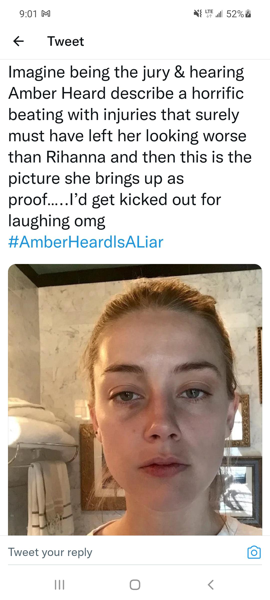 9:01 M LTE 52%
Tweet
Imagine being the jury & hearing
Amber Heard describe a horrific
beating with injuries that surely
must have left her looking worse
than Rihanna and then this is the
picture she brings up as
proof.....I'd get kicked out for
laughing omg
#AmberHeardIsALiar
Tweet your reply